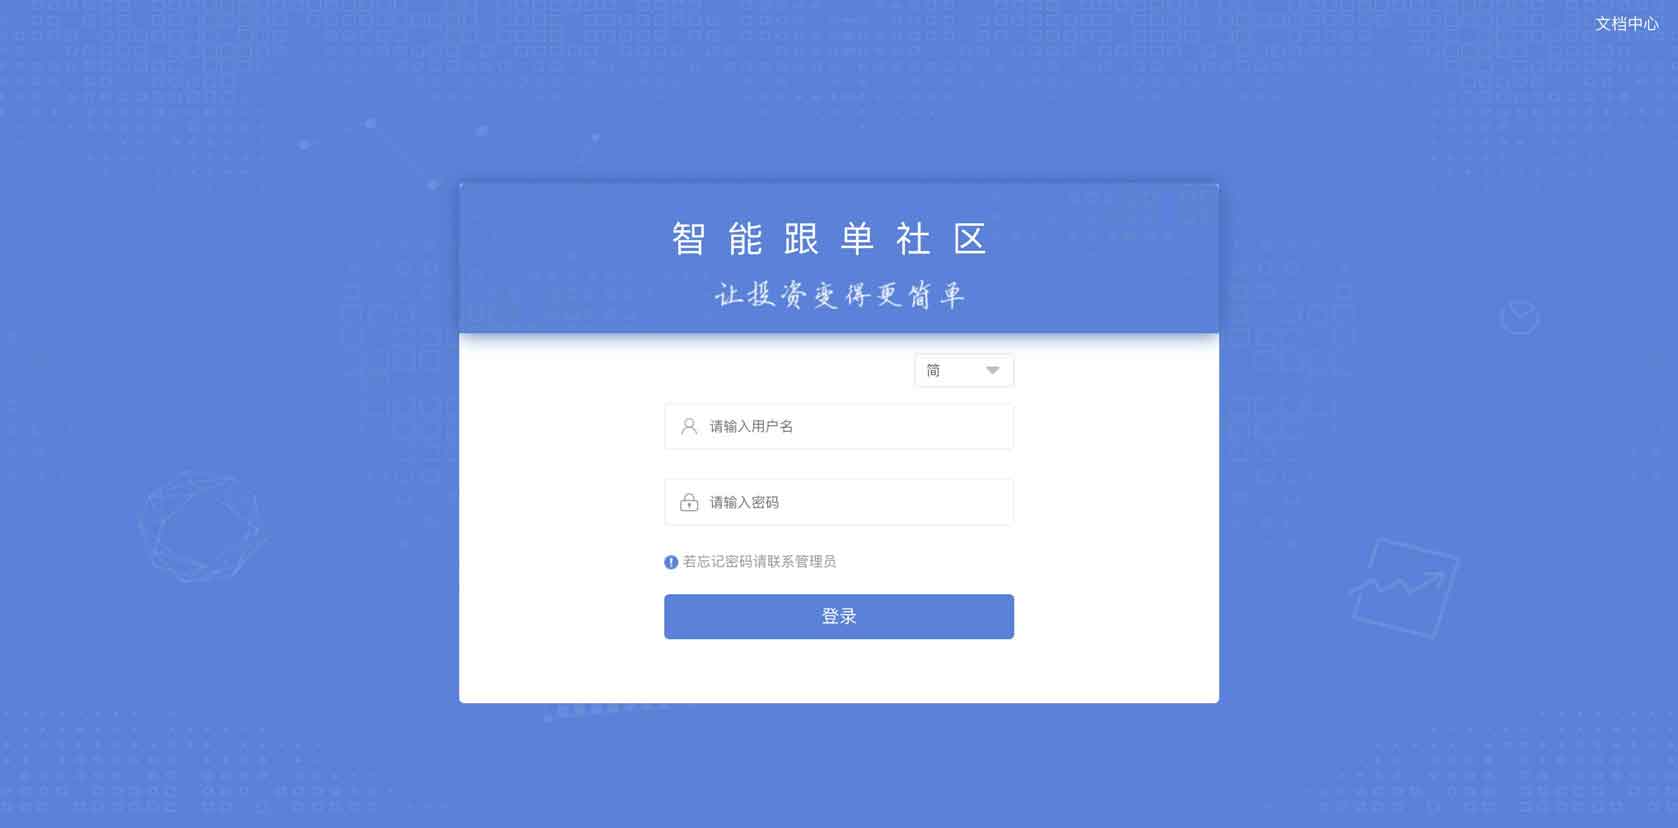 文档中心
智能跟单社区
让投资变得更简单
简
请输入用户名
请输入密码
若忘记密码请联系管理员
登录